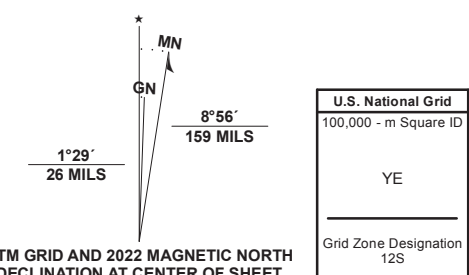 ★
MN
GN
8°56´
159 MILS
1°29´
26 MILS
TM GRID AND 2022 MAGNETIC NORTH
DECLINATION AT CENTER OF SHEET
U.S. National Grid
100,000 - m Square ID
YE
Grid Zone Designation
12S